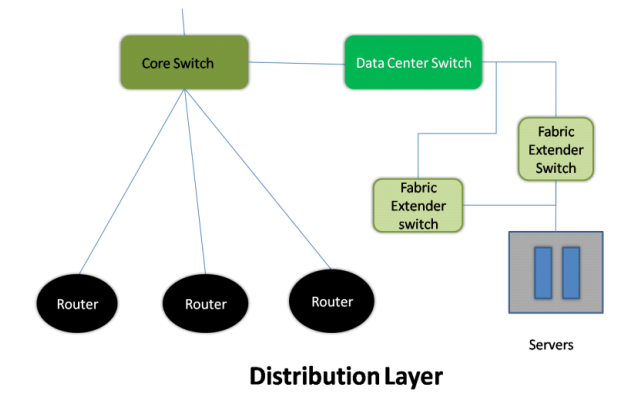 Core Switch
Data Center Switch
Fabric
Extender
Switch
Fabric
Extender
switch
Router
Router
Router
Servers
Distribution Layer